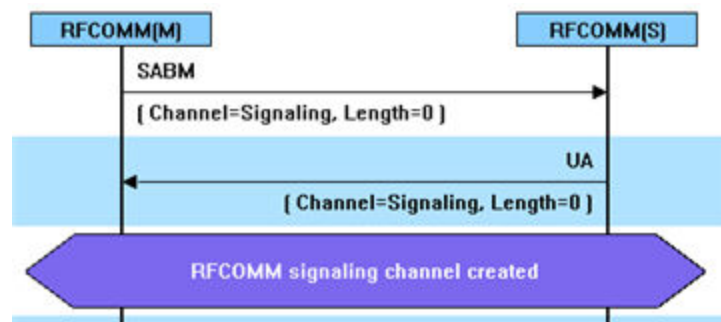 RFCOMM(M) RFCOMM(S)
SABM
( Channel=Signaling, Length=0 )
UA
( Channel=Signaling, Length=0 )
RFCOMM signaling channel created